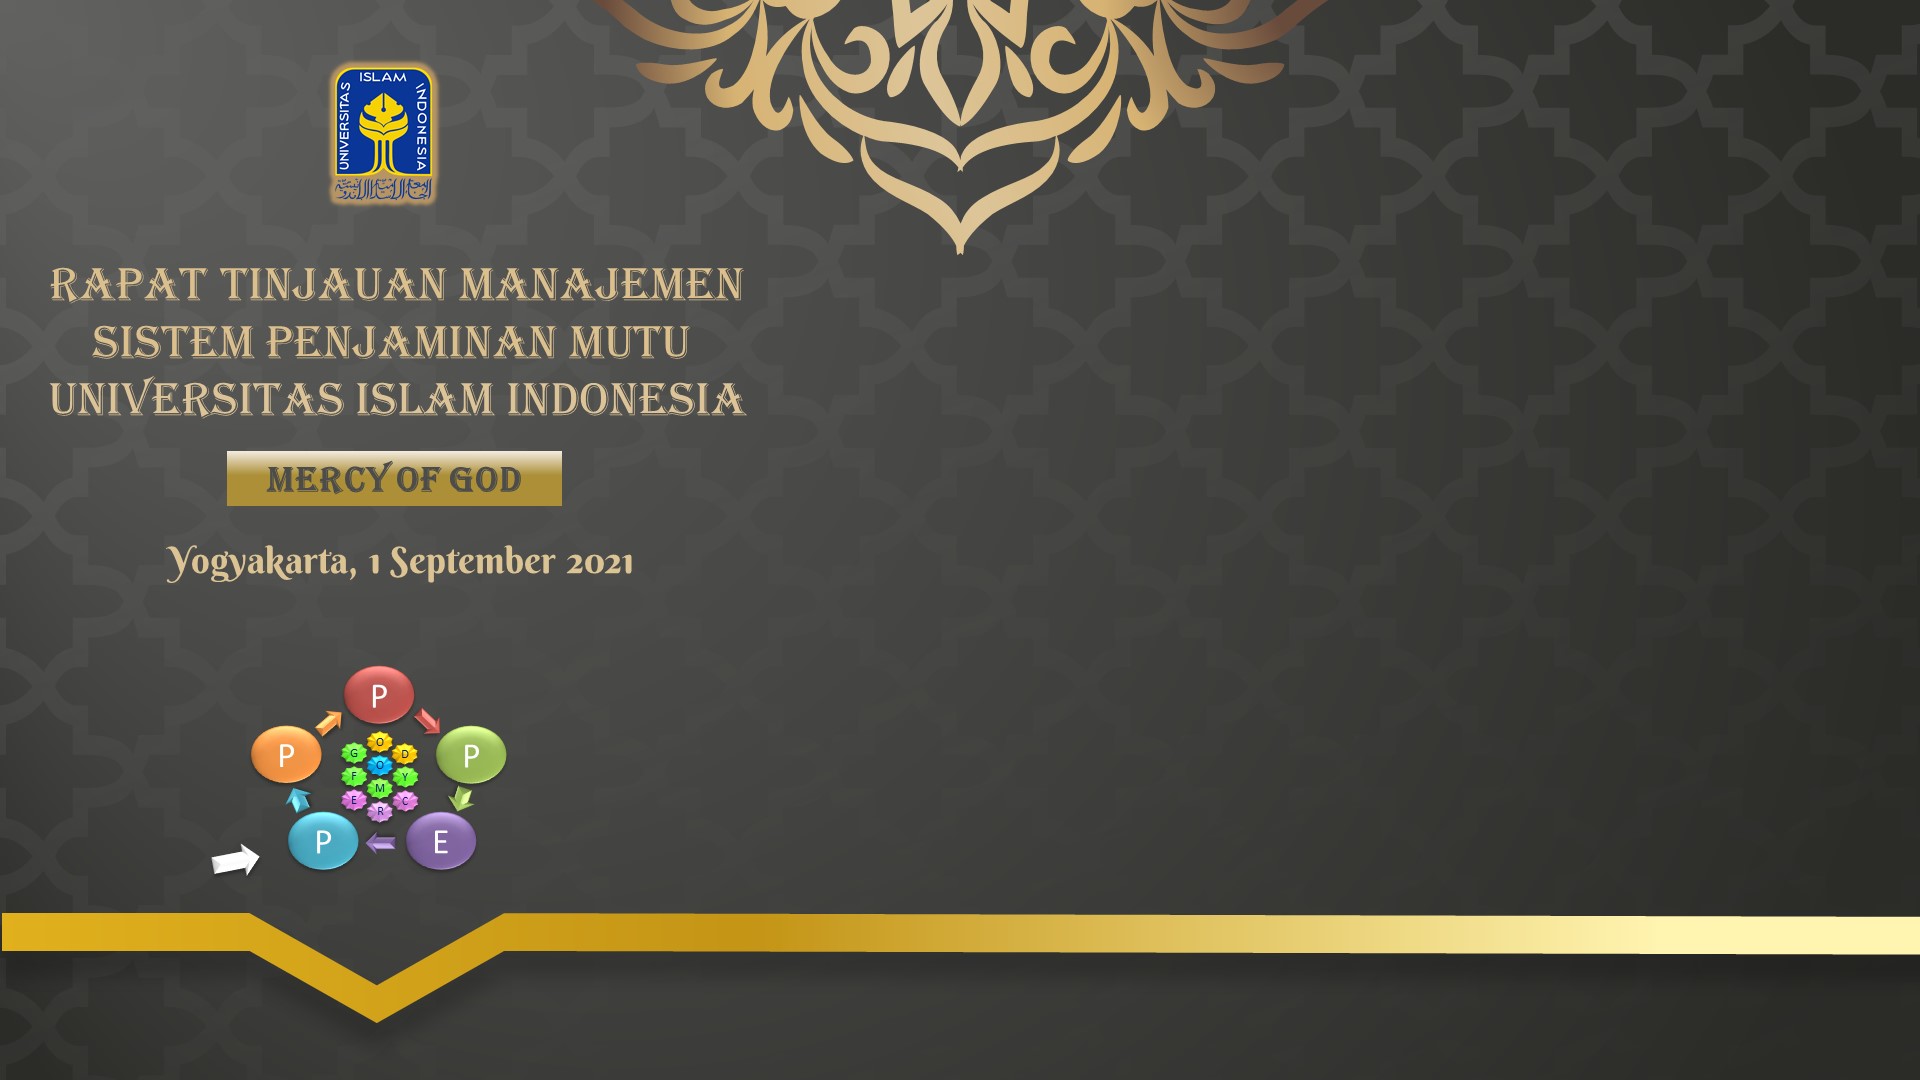 ISLAM
UNIVERSITAS
INDONESIA
RAPAT TINJAUAN MANAJEMEN
SISTEM PENJAMINAN MUTU
UNIVERSITAS ISLAM INDONESIA
MERCY OF GOD
Yogyakarta, 1 September 2021
P
P
P
O
G
D
O
F
Y
M
E
C
R
P
E